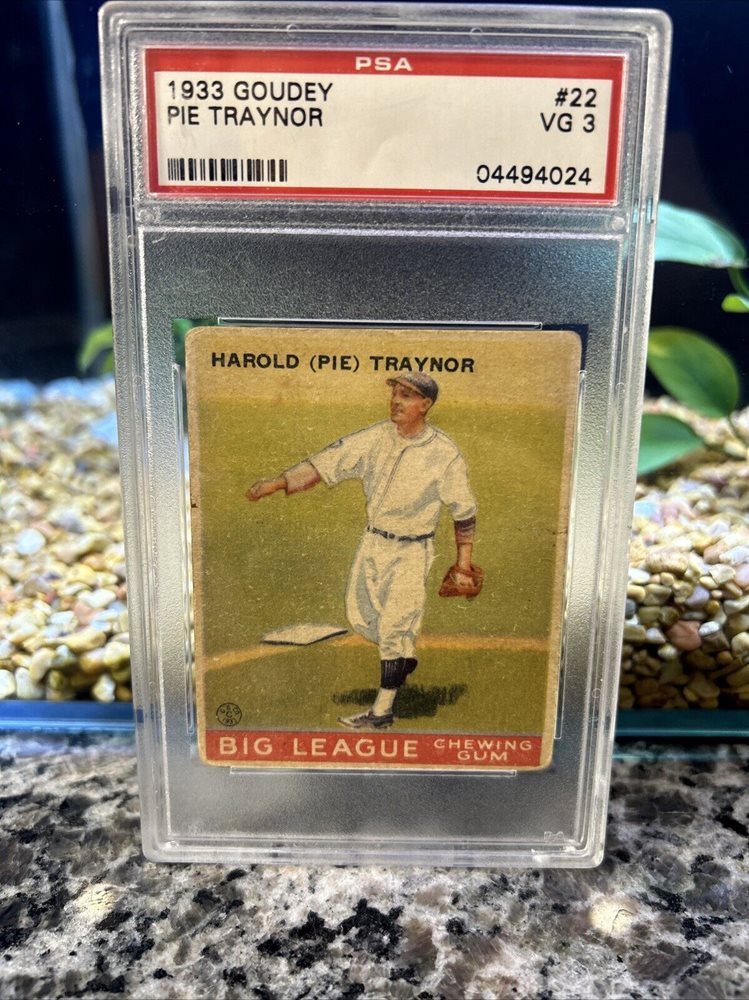 PSA
1933 GOUDEY #22
PIE TRAYNOR VG 3
04494024
HAROLD (PIE) TRAYNOR
BIG LEAGUE CHEWING GUM